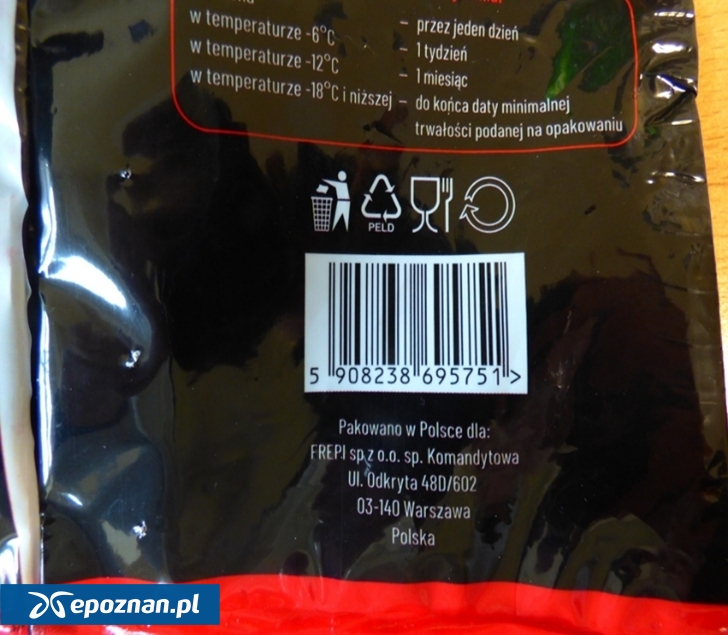 w temperaturze -6°C – przez jeden dzień
w temperaturze -12°C – 1 tydzień
w temperaturze -18°C i niższej – 1 miesiąc
– do końca daty minimalnej
trwałości podanej na opakowaniu
PELD
5 908238 695751 >
Pakowano w Polsce dla:
FREPI sp z o.o. sp. Komandytowa
Ul. Odkryta 48D/602
03-140 Warszawa
Polska
epoznan.pl